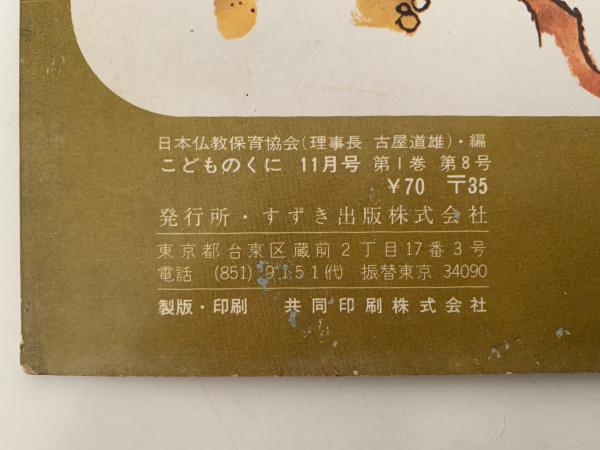 日本仏教保育協会(理事長 古屋道雄)・編
こどものくに 11月号 第1巻 第8号
¥70 〒35
発行所・すずき出版株式会社
東京都台東区蔵前2丁目17番3号
電話 (851) 9151(代) 振替東京 34090
製版・印刷 共同印刷株式会社